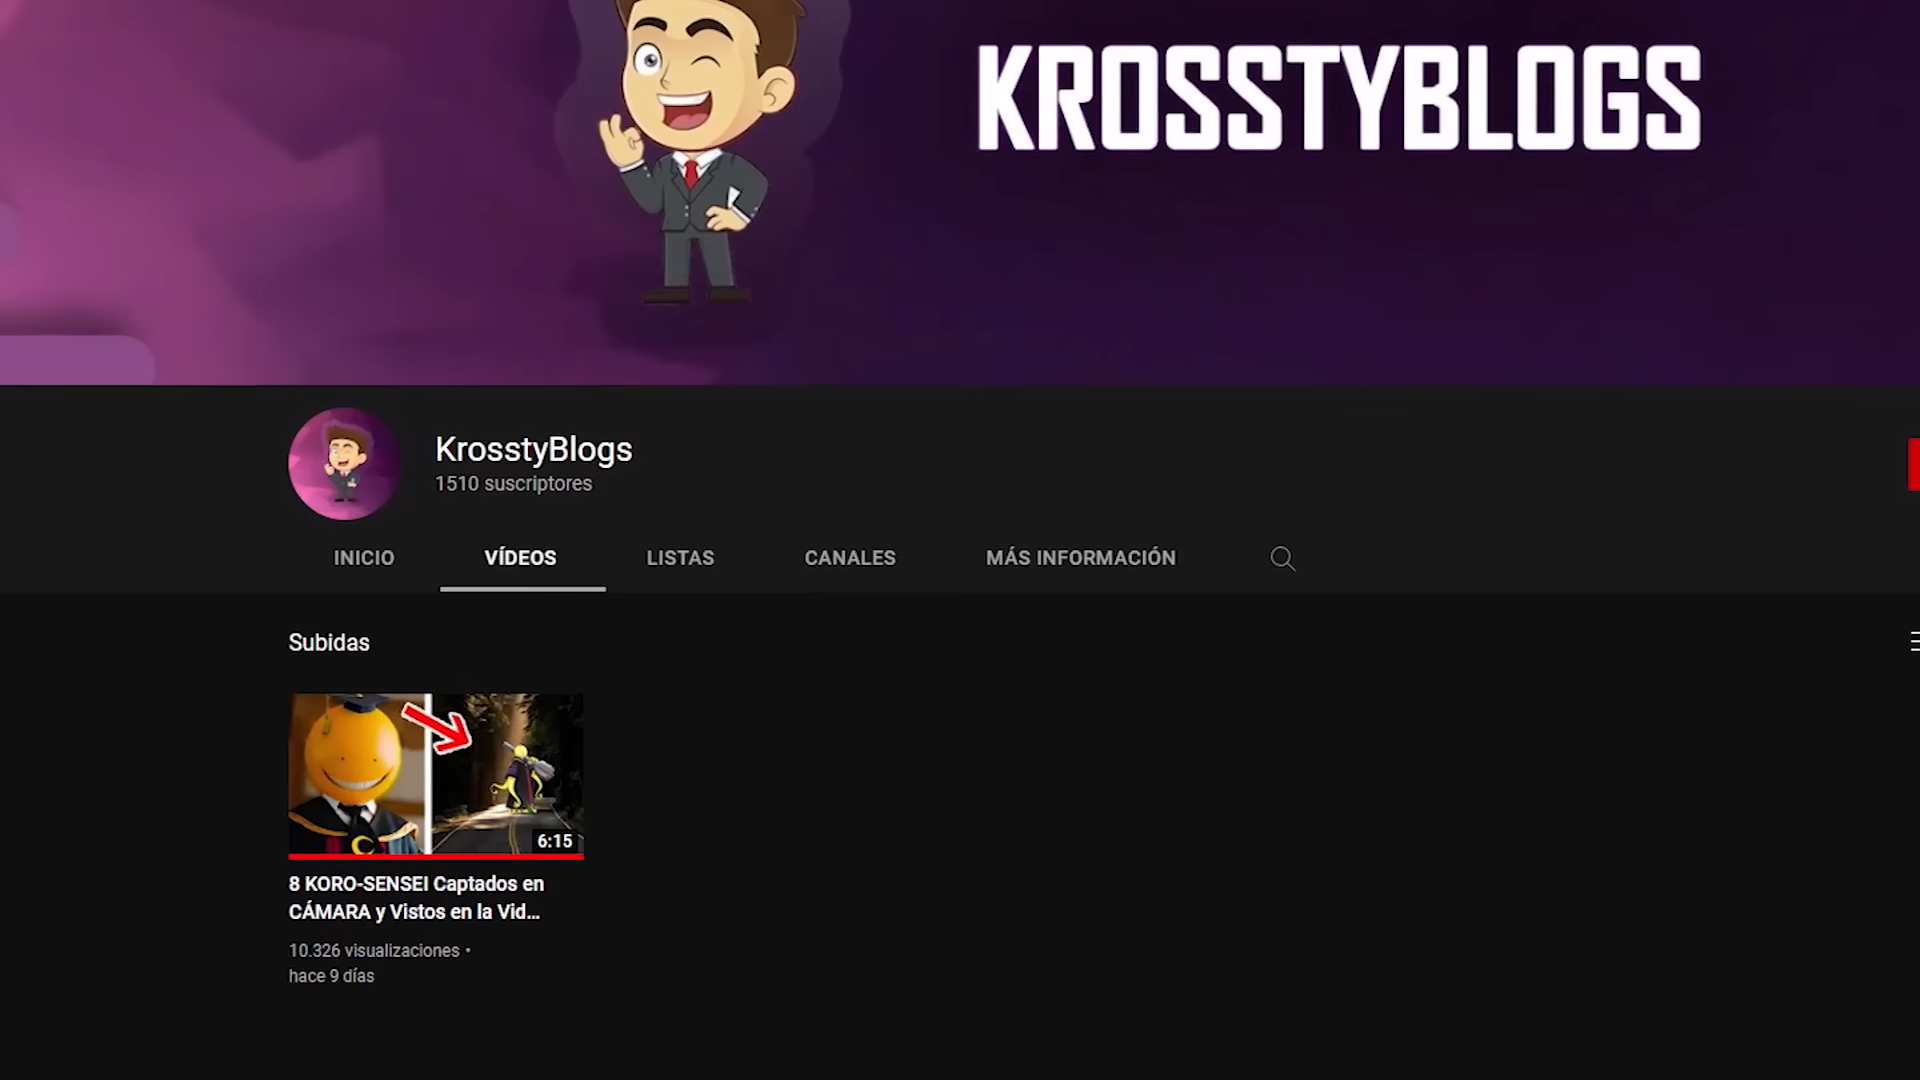 KROSSTYBLOGS
KrosstyBlogs
1510 suscriptores
INICIO
VÍDEOS
LISTAS
CANALES
MÁS INFORMACIÓN
Subidas
6:15
8 KORO-SENSEI Captados en
CÁMARA y Vistos en la Vid...
10.326 visualizaciones •
hace 9 días